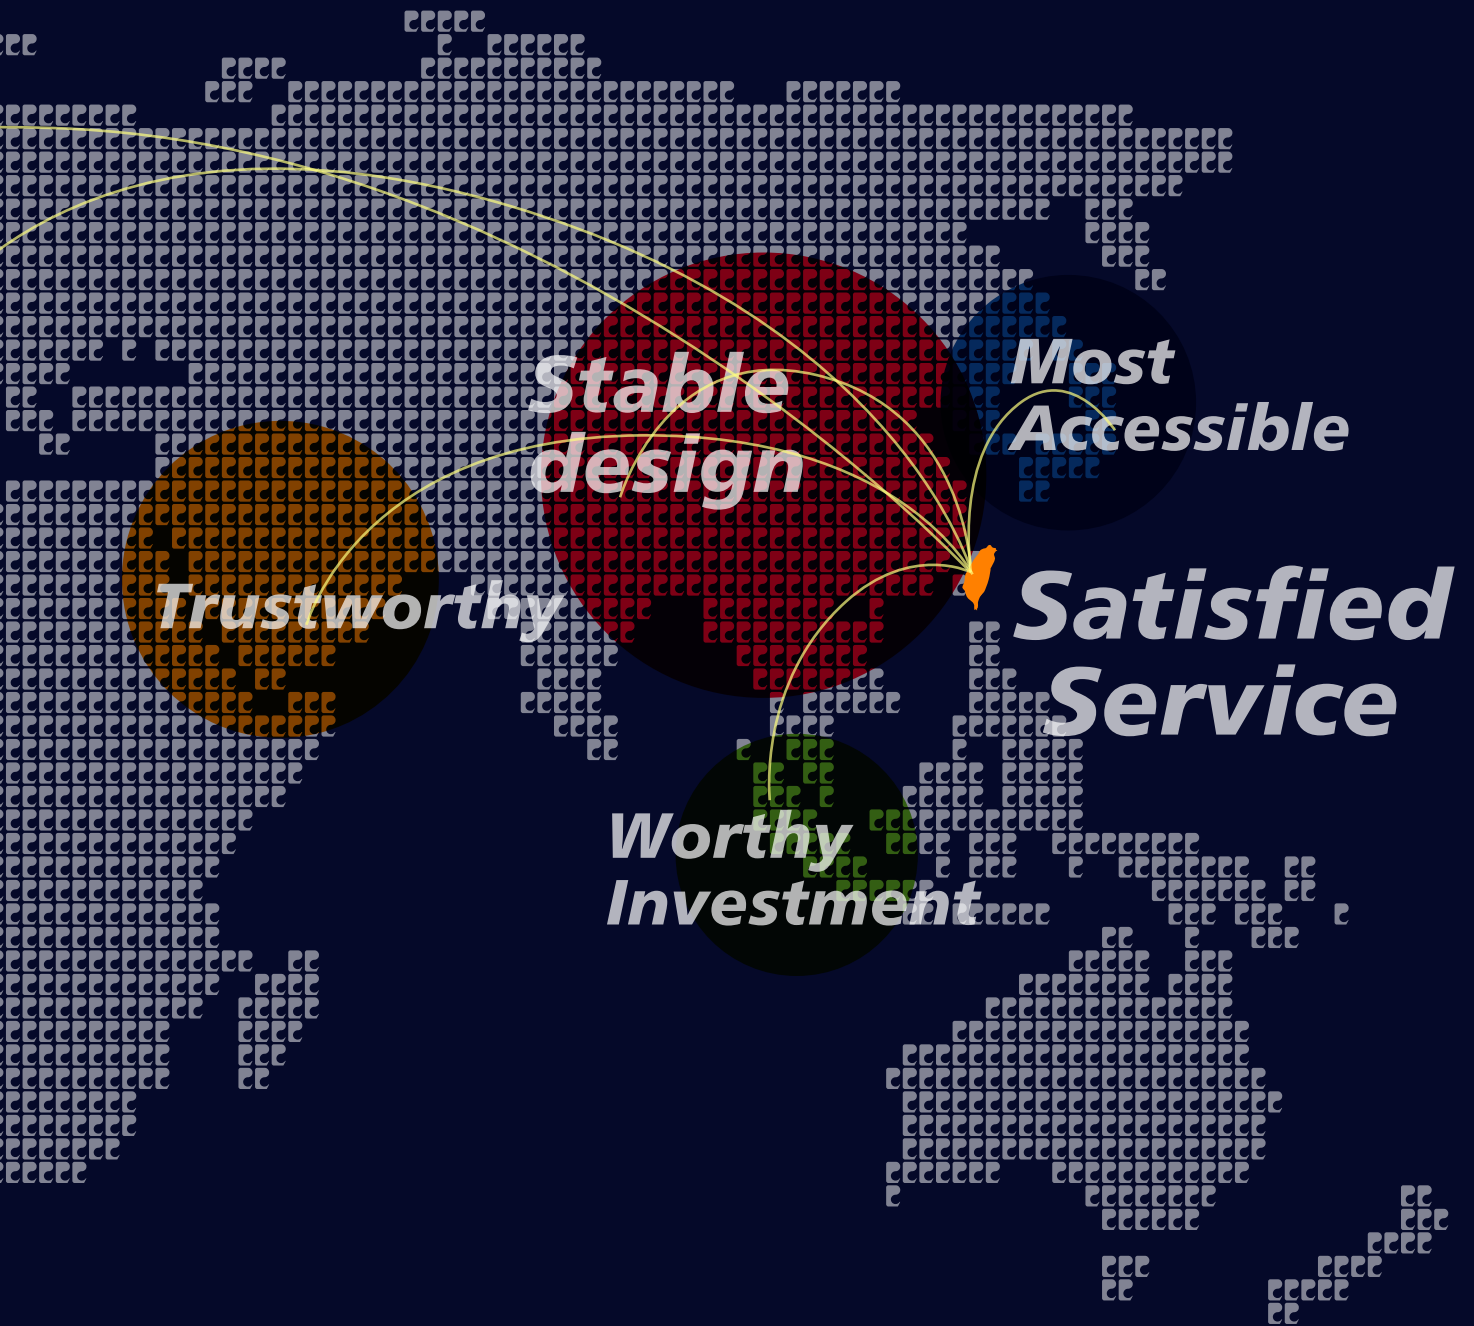 Stable
design
Most
Accessible
Trustworthy
Satisfied
Service
Worthy
Investment